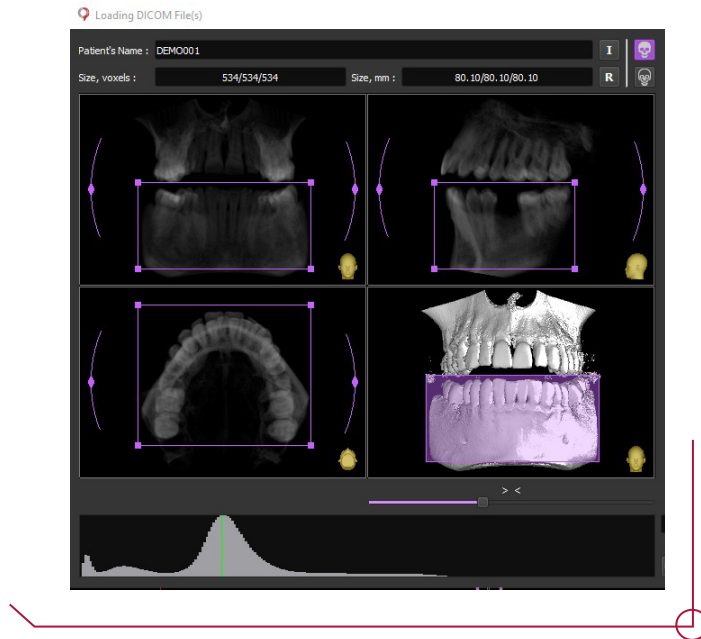 Loading DICOM File(s)
Patient's Name : DEMO001 I
Size, voxels : 534/534/534 Size, mm : 80.10/80.10/80.10 R
> <